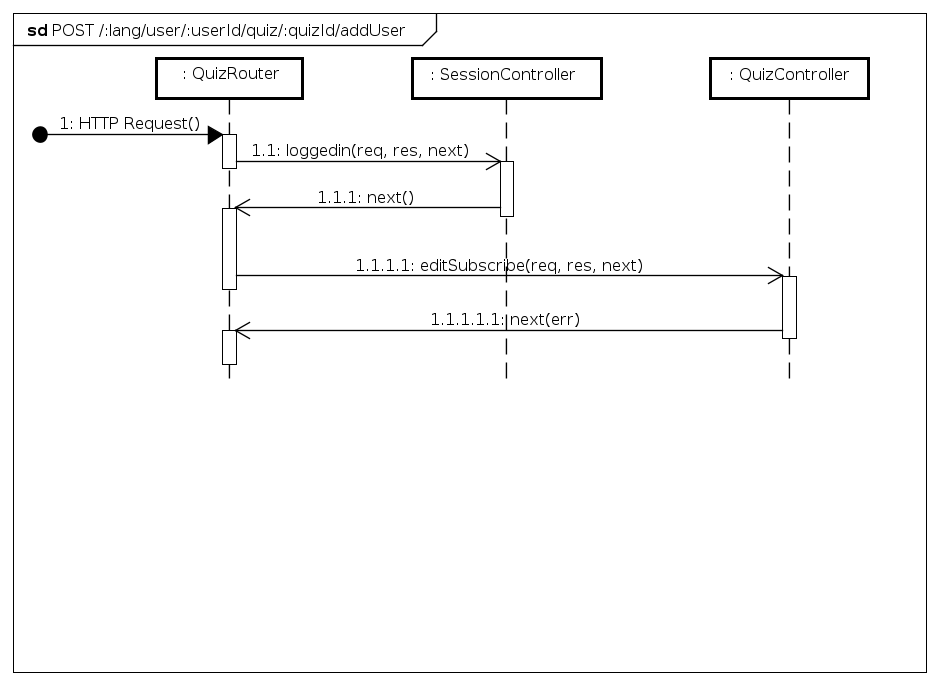 sd POST /:lang/user/:userId/quiz/:quizId/addUser
: QuizRouter
: SessionController
: QuizController
1: HTTP Request()
1.1: loggedin(req, res, next)
1.1.1: next()
1.1.1.1: editSubscribe(req, res, next)
1.1.1.1.1: next(err)